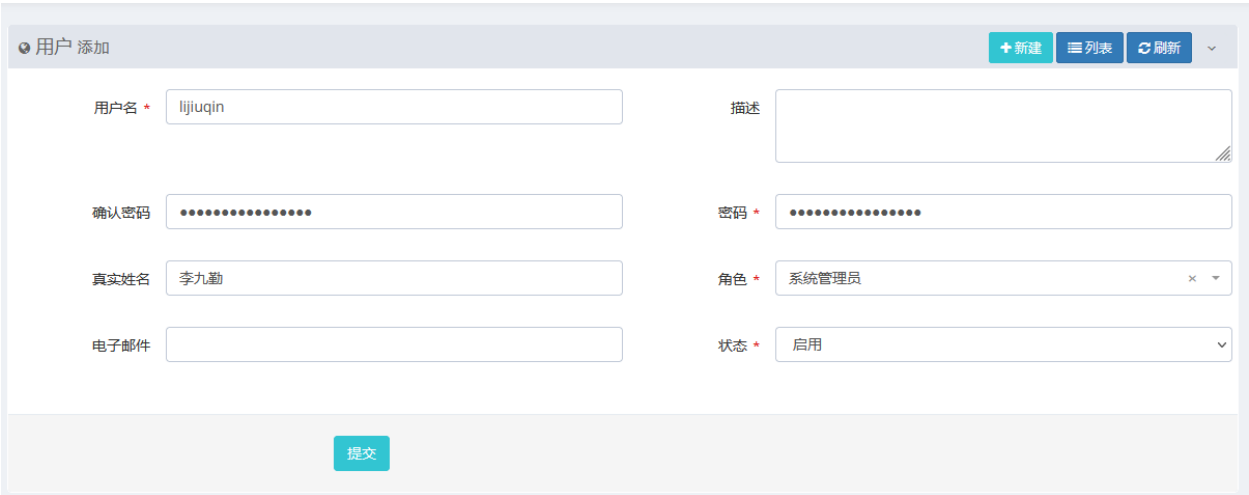 用户 添加 新建 列表 刷新
用户名 * lijiuqin 描述
确认密码 •••••••••••••••• 密码 * ••••••••••••••••
真实姓名 李九勤 角色 * 系统管理员 ×
电子邮件 状态 * 启用
提交